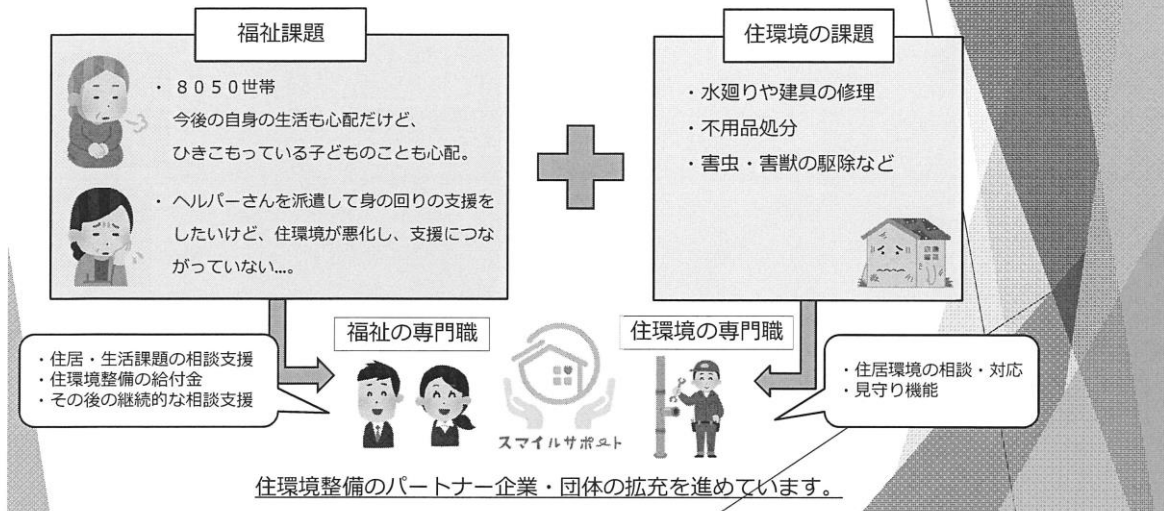 福祉課題
・ 8050世帯
今後の自身の生活も心配だけど、
ひきこもっている子どものことも心配。
・ ヘルパーさんを派遣して身の回りの支援を
したいけど、住環境が悪化し、支援につな
がっていない…。
住環境の課題
・水廻りや建具の修理
・不用品処分
・害虫・害獣の駆除など
福祉の専門職
・住居・生活課題の相談支援
・住環境整備の給付金
・その後の継続的な相談支援
スマイルサポート
住環境の専門職
・住居環境の相談・対応
・見守り機能
住環境整備のパートナー企業・団体の拡充を進めています。